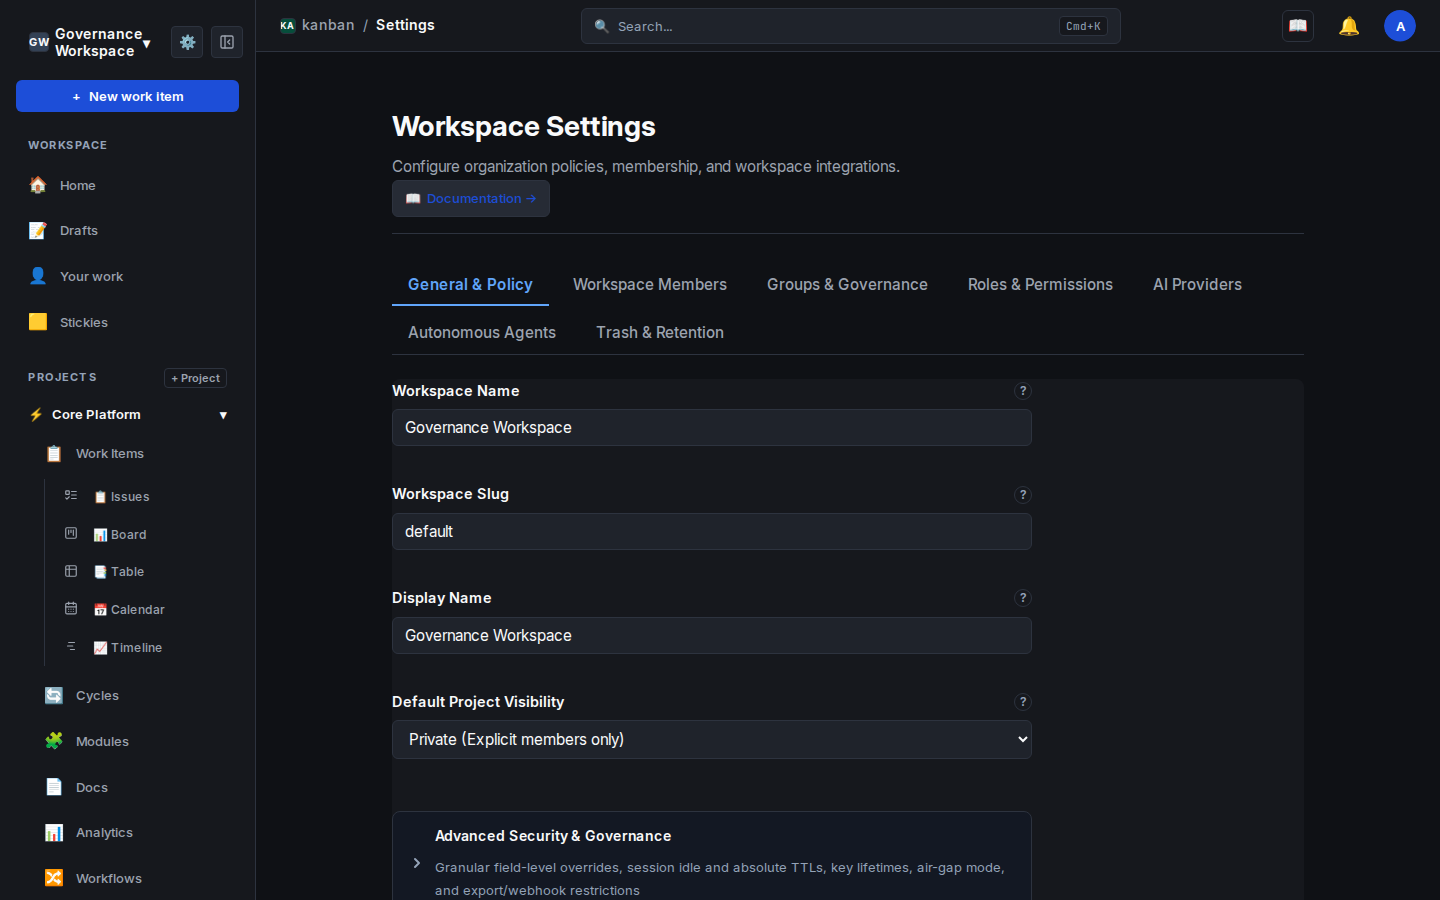 GW Governance Workspace ▾
KA kanban / Settings
Search... Cmd+K
A
+ New work item
WORKSPACE
Home
Drafts
Your work
Stickies
PROJECTS
+ Project
Core Platform ▾
Work Items
Issues
Board
Table
Calendar
Timeline
Cycles
Modules
Docs
Analytics
Workflows
Workspace Settings
Configure organization policies, membership, and workspace integrations.
Documentation →
General & Policy
Workspace Members
Groups & Governance
Roles & Permissions
AI Providers
Autonomous Agents
Trash & Retention
Workspace Name ?
Governance Workspace
Workspace Slug ?
default
Display Name ?
Governance Workspace
Default Project Visibility ?
Private (Explicit members only)
Advanced Security & Governance
Granular field-level overrides, session idle and absolute TTLs, key lifetimes, air-gap mode,
and export/webhook restrictions